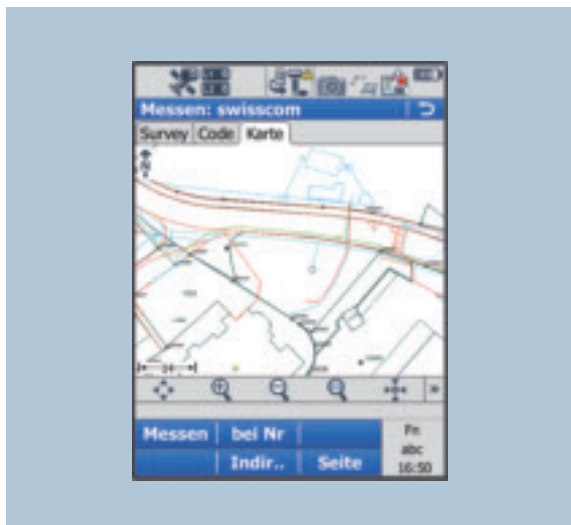 Messen: swisscom
Survey Code Karte
N
Messen bei Nr Fn
abc
Indir.. Seite 16:50